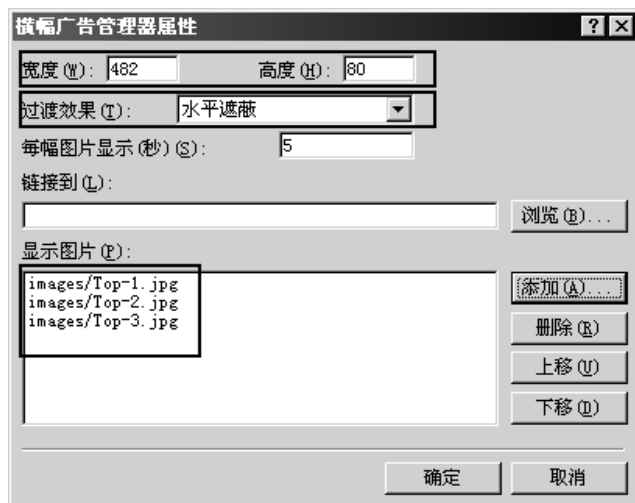 横幅广告管理器属性
宽度(W): 482 高度(H): 80
过渡效果(T): 水平遮蔽
每幅图片显示(秒)(S): 5
链接到(L):
浏览(B)...
显示图片(P):
images/Top-1.jpg
images/Top-2.jpg
images/Top-3.jpg
添加(A)...
删除(R)
上移(U)
下移(D)
确定 取消